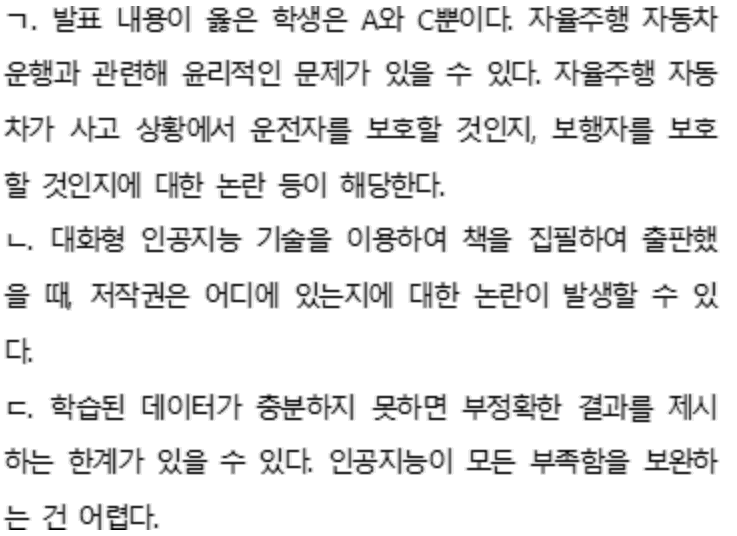 ㄱ. 발표 내용이 옳은 학생은 A와 C뿐이다. 자율주행 자동차
운행과 관련해 윤리적인 문제가 있을 수 있다. 자율주행 자동
차가 사고 상황에서 운전자를 보호할 것인지, 보행자를 보호
할 것인지에 대한 논란 등이 해당한다.
ㄴ. 대화형 인공지능 기술을 이용하여 책을 집필하여 출판했
을 때, 저작권은 어디에 있는지에 대한 논란이 발생할 수 있
다.
ㄷ. 학습된 데이터가 충분하지 못하면 부정확한 결과를 제시
하는 한계가 있을 수 있다. 인공지능이 모든 부족함을 보완하
는 건 어렵다.